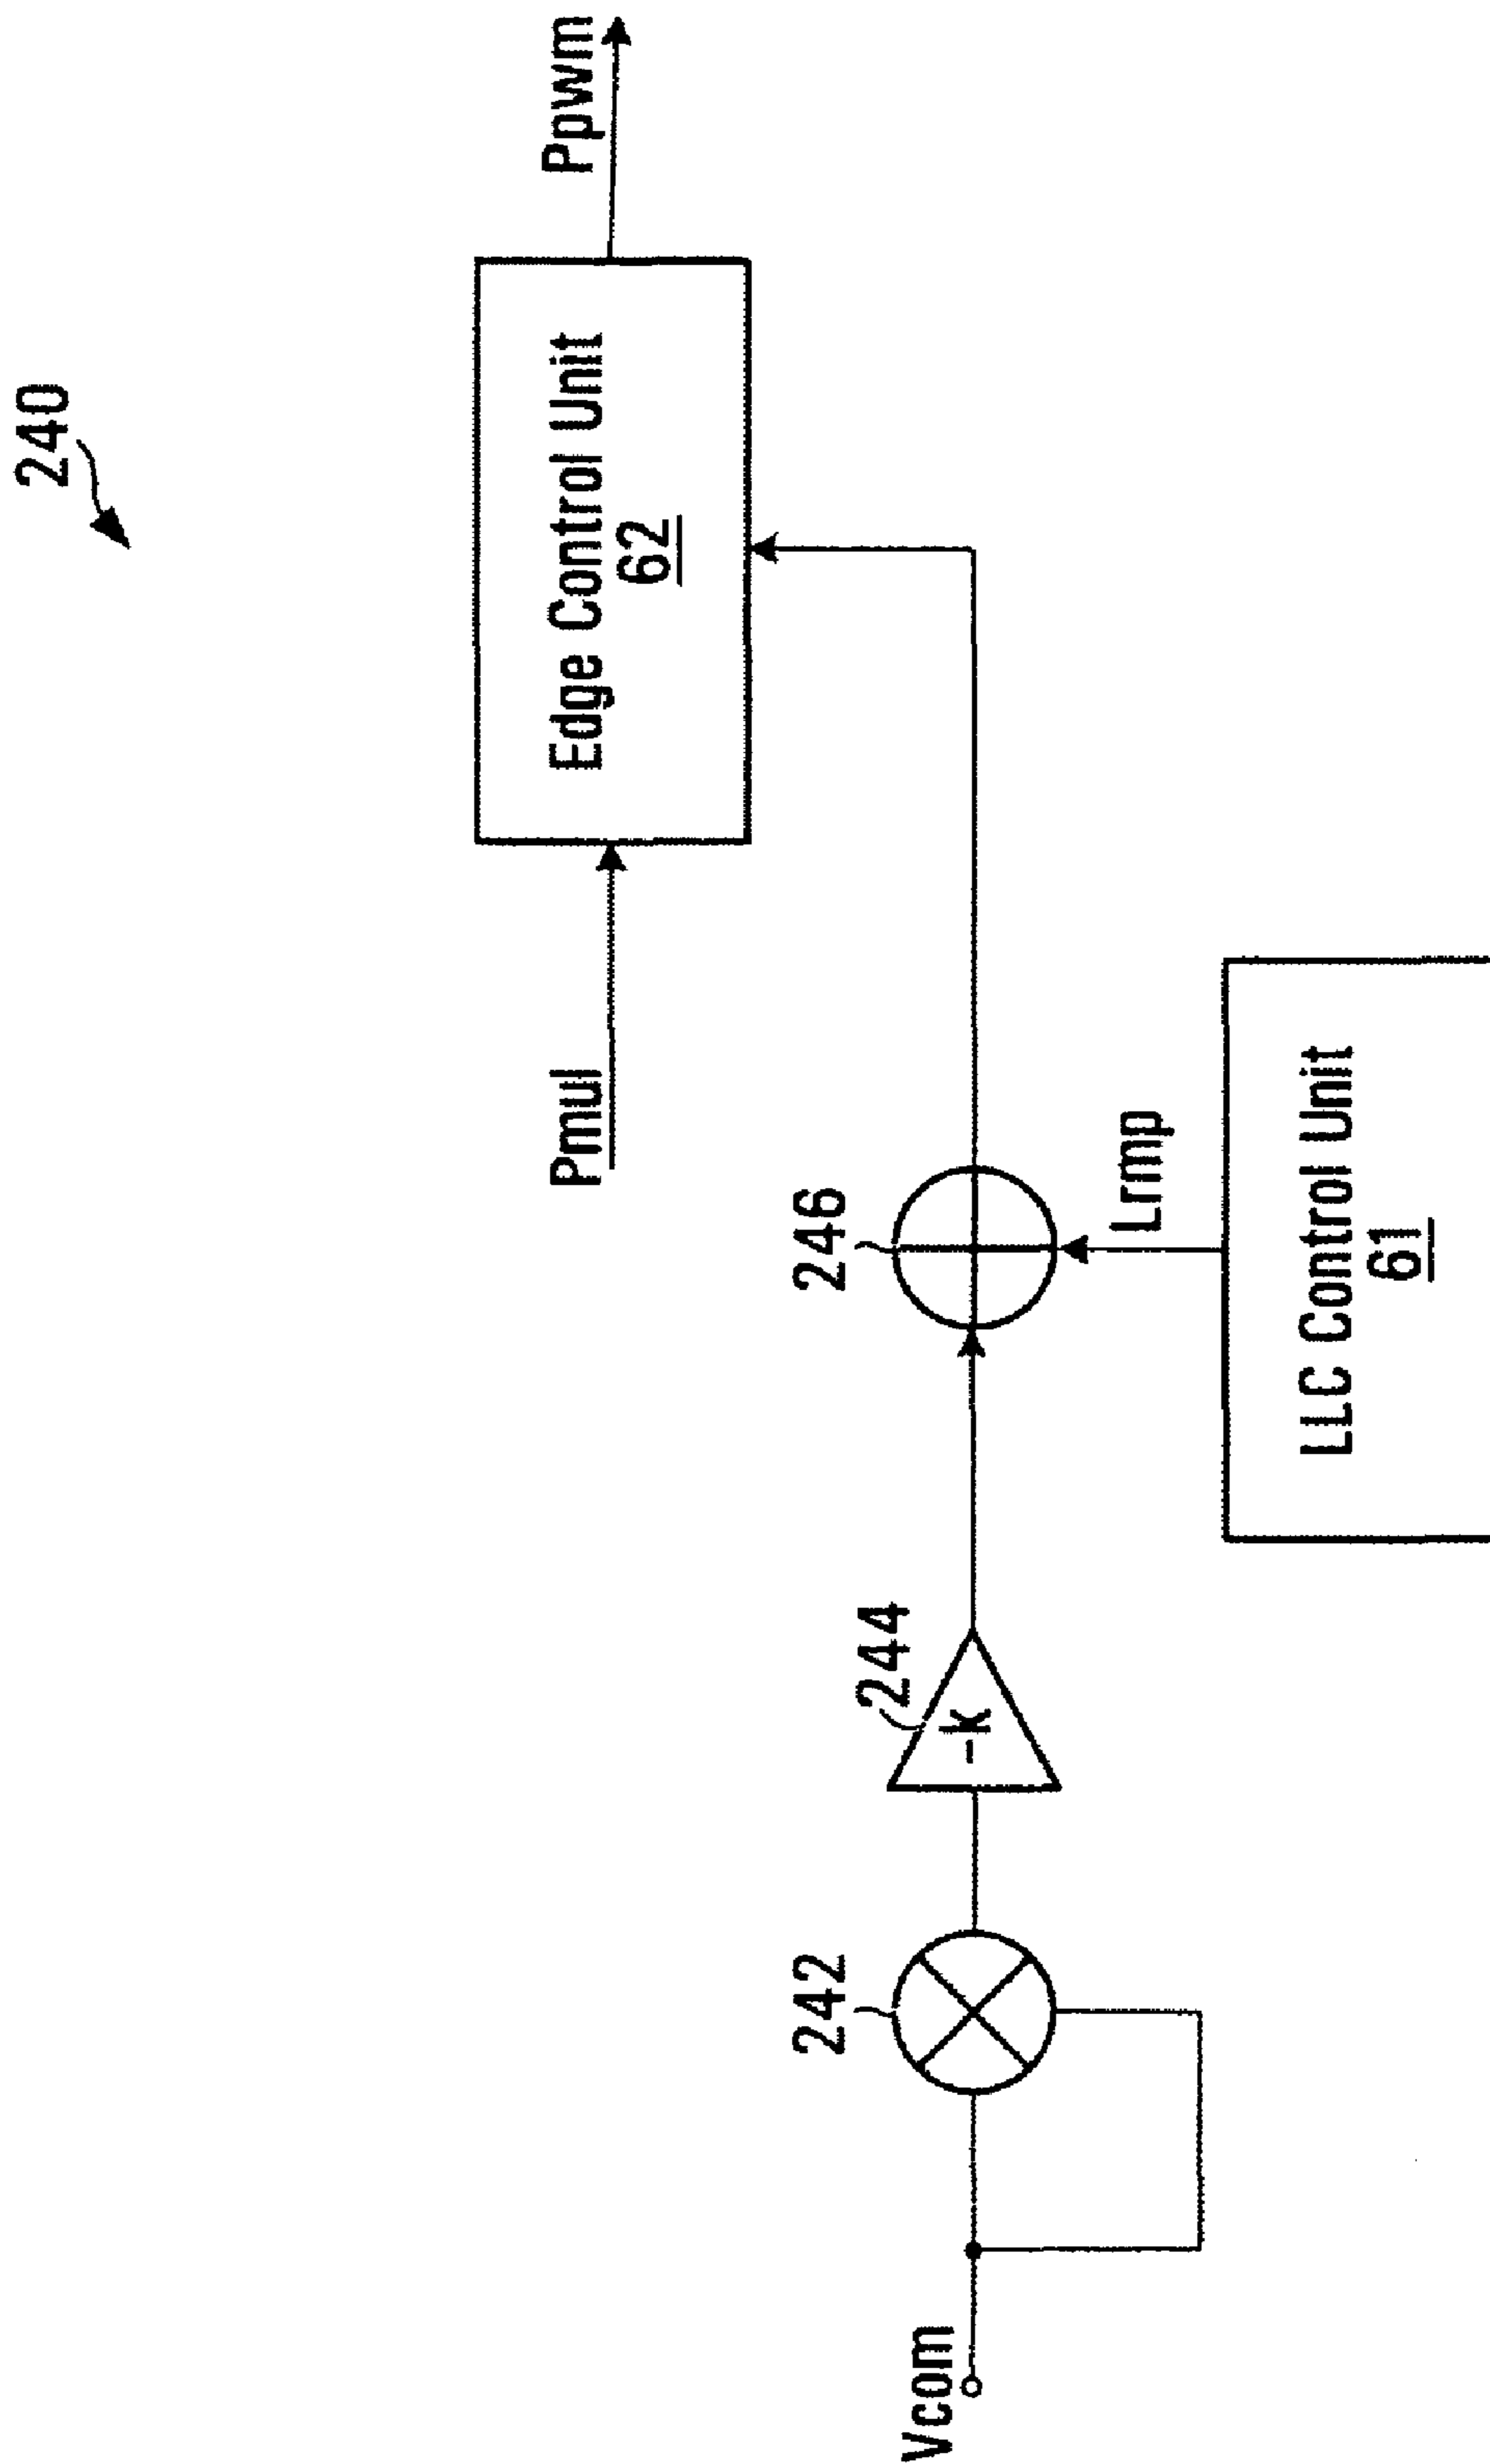 240
Pmul
Edge Control Unit
62
Ppwm
Vcom
242
244
-k
246
Lrmp
LLC Control Unit
61